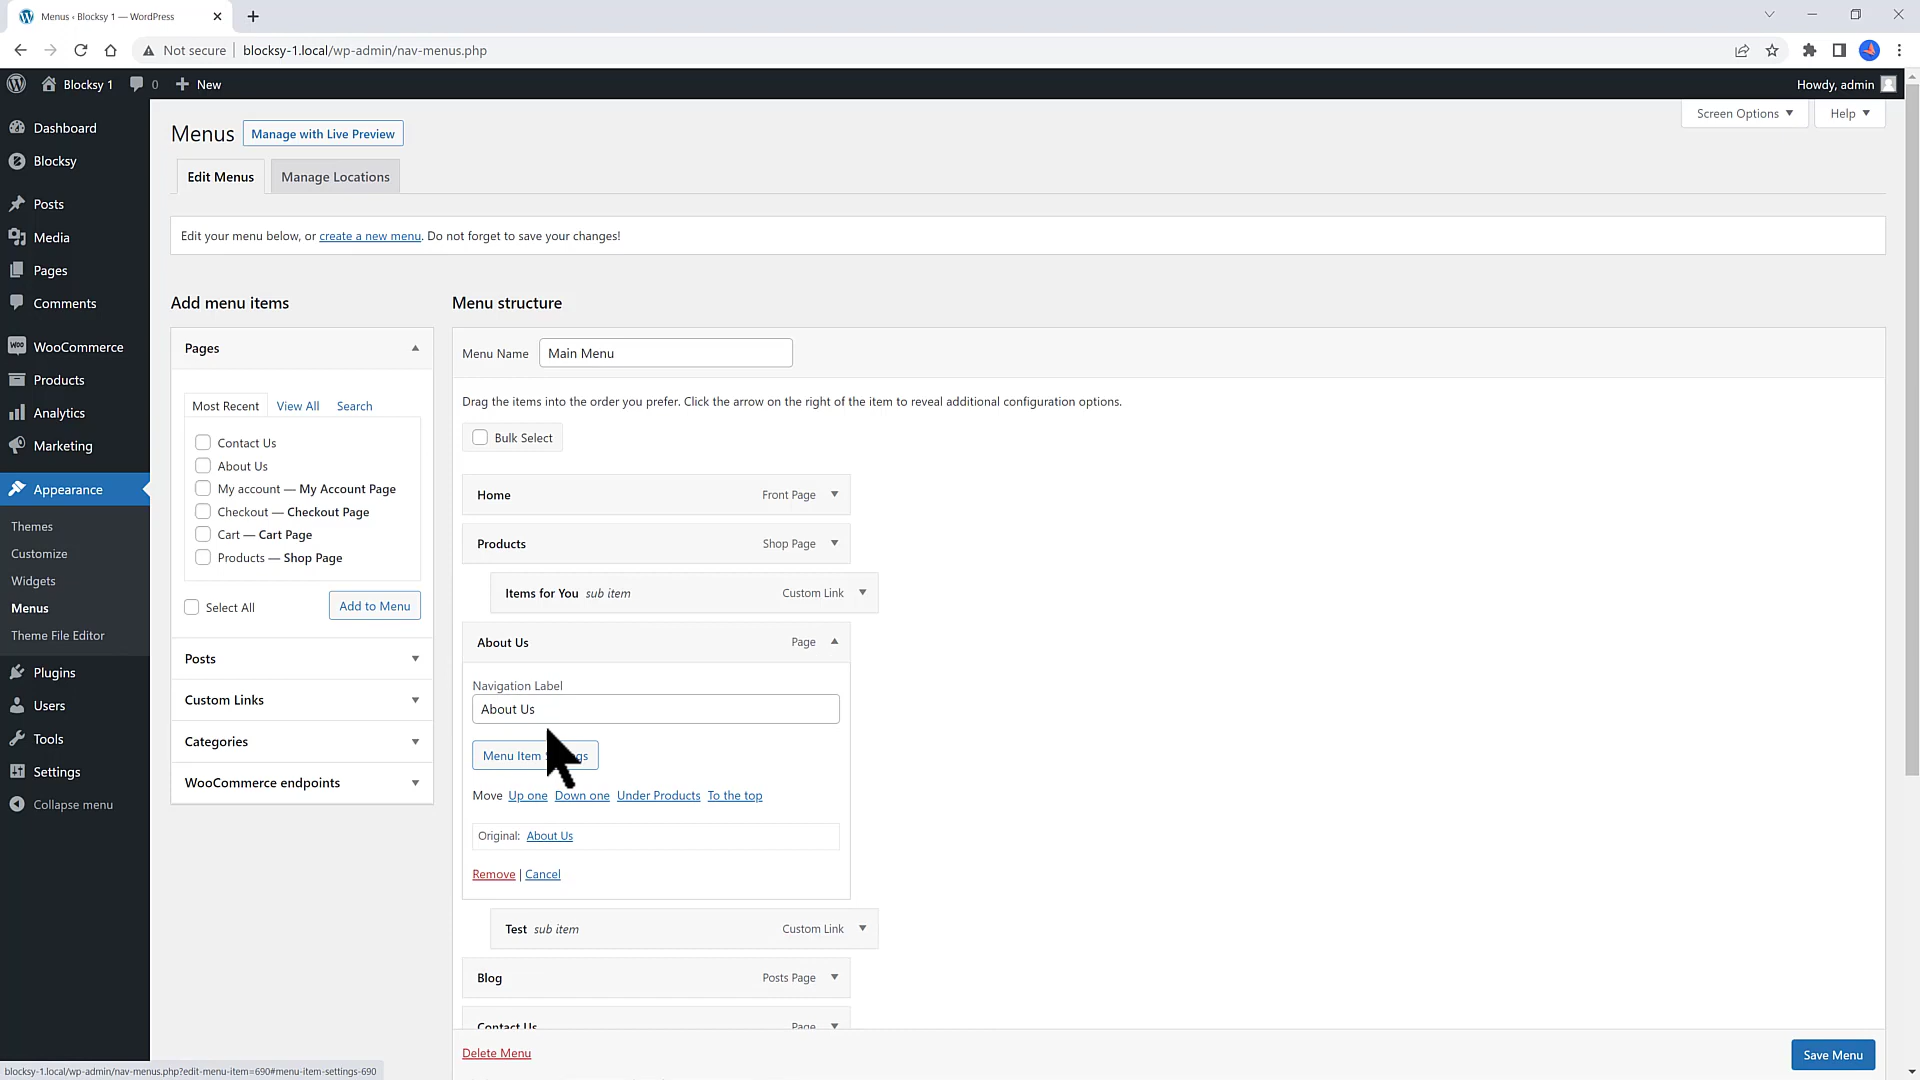 Menus ‹ Blocksy 1 — WordPress
Not secure
blocksy-1.local/wp-admin/nav-menus.php
Blocksy 1
0
New
Howdy, admin
Dashboard
Blocksy
Posts
Media
Pages
Comments
WooCommerce
Products
Analytics
Marketing
Appearance
Themes
Customize
Widgets
Menus
Theme File Editor
Plugins
Users
Tools
Settings
Collapse menu
Screen Options
Help
Menus
Manage with Live Preview
Edit Menus
Manage Locations
Edit your menu below, or create a new menu. Do not forget to save your changes!
Add menu items
Pages
Most Recent
View All
Search
Contact Us
About Us
My account — My Account Page
Checkout — Checkout Page
Cart — Cart Page
Products — Shop Page
Select All
Add to Menu
Posts
Custom Links
Categories
WooCommerce endpoints
Menu structure
Menu Name
Main Menu
Drag the items into the order you prefer. Click the arrow on the right of the item to reveal additional configuration options.
Bulk Select
Home
Front Page
Products
Shop Page
Items for You sub item
Custom Link
About Us
Page
Navigation Label
About Us
Menu Item
Move Up one Down one Under Products To the top
Original: About Us
Remove | Cancel
Test sub item
Custom Link
Blog
Posts Page
Contact Us
Page
Delete Menu
Save Menu
blocksy-1.local/wp-admin/nav-menus.php?edit-menu-item=690#menu-item-settings-690